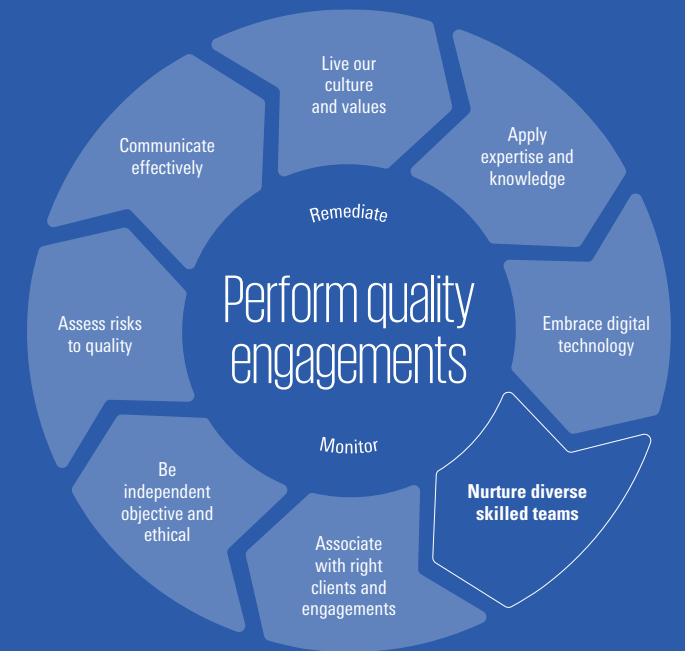 Live our
culture
and values
Apply
expertise and
knowledge
Embrace digital
technology
Nurture diverse
skilled teams
Associate
with right
clients and
engagements
Be
independent
objective and
ethical
Assess risks
to quality
Communicate
effectively
Remediate
Perform quality
engagements
Monitor